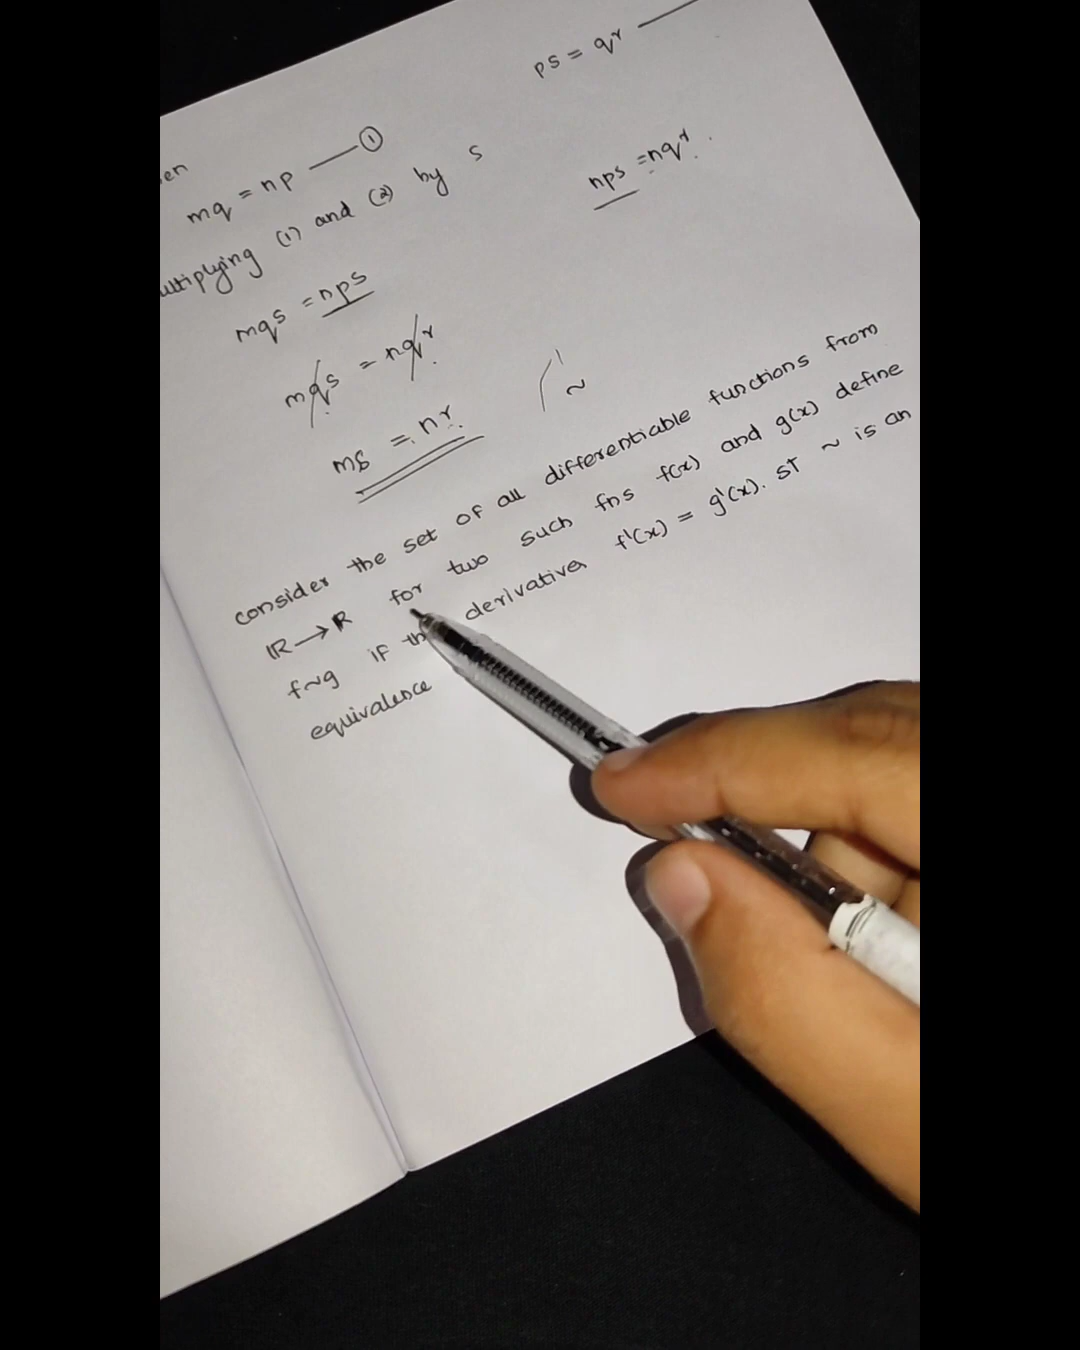 ps = qr
en
mq = np — ①
ultiplying (1) and (2) by s
nps = nqr.
mqs = nps
mqs = nqr
ms = nr
~
consider the set of all differentiable functions from
IR → R for two such fns f(x) and g(x) define
f~g if th derivatives f'(x) = g'(x). ST ~ is an
equivalence